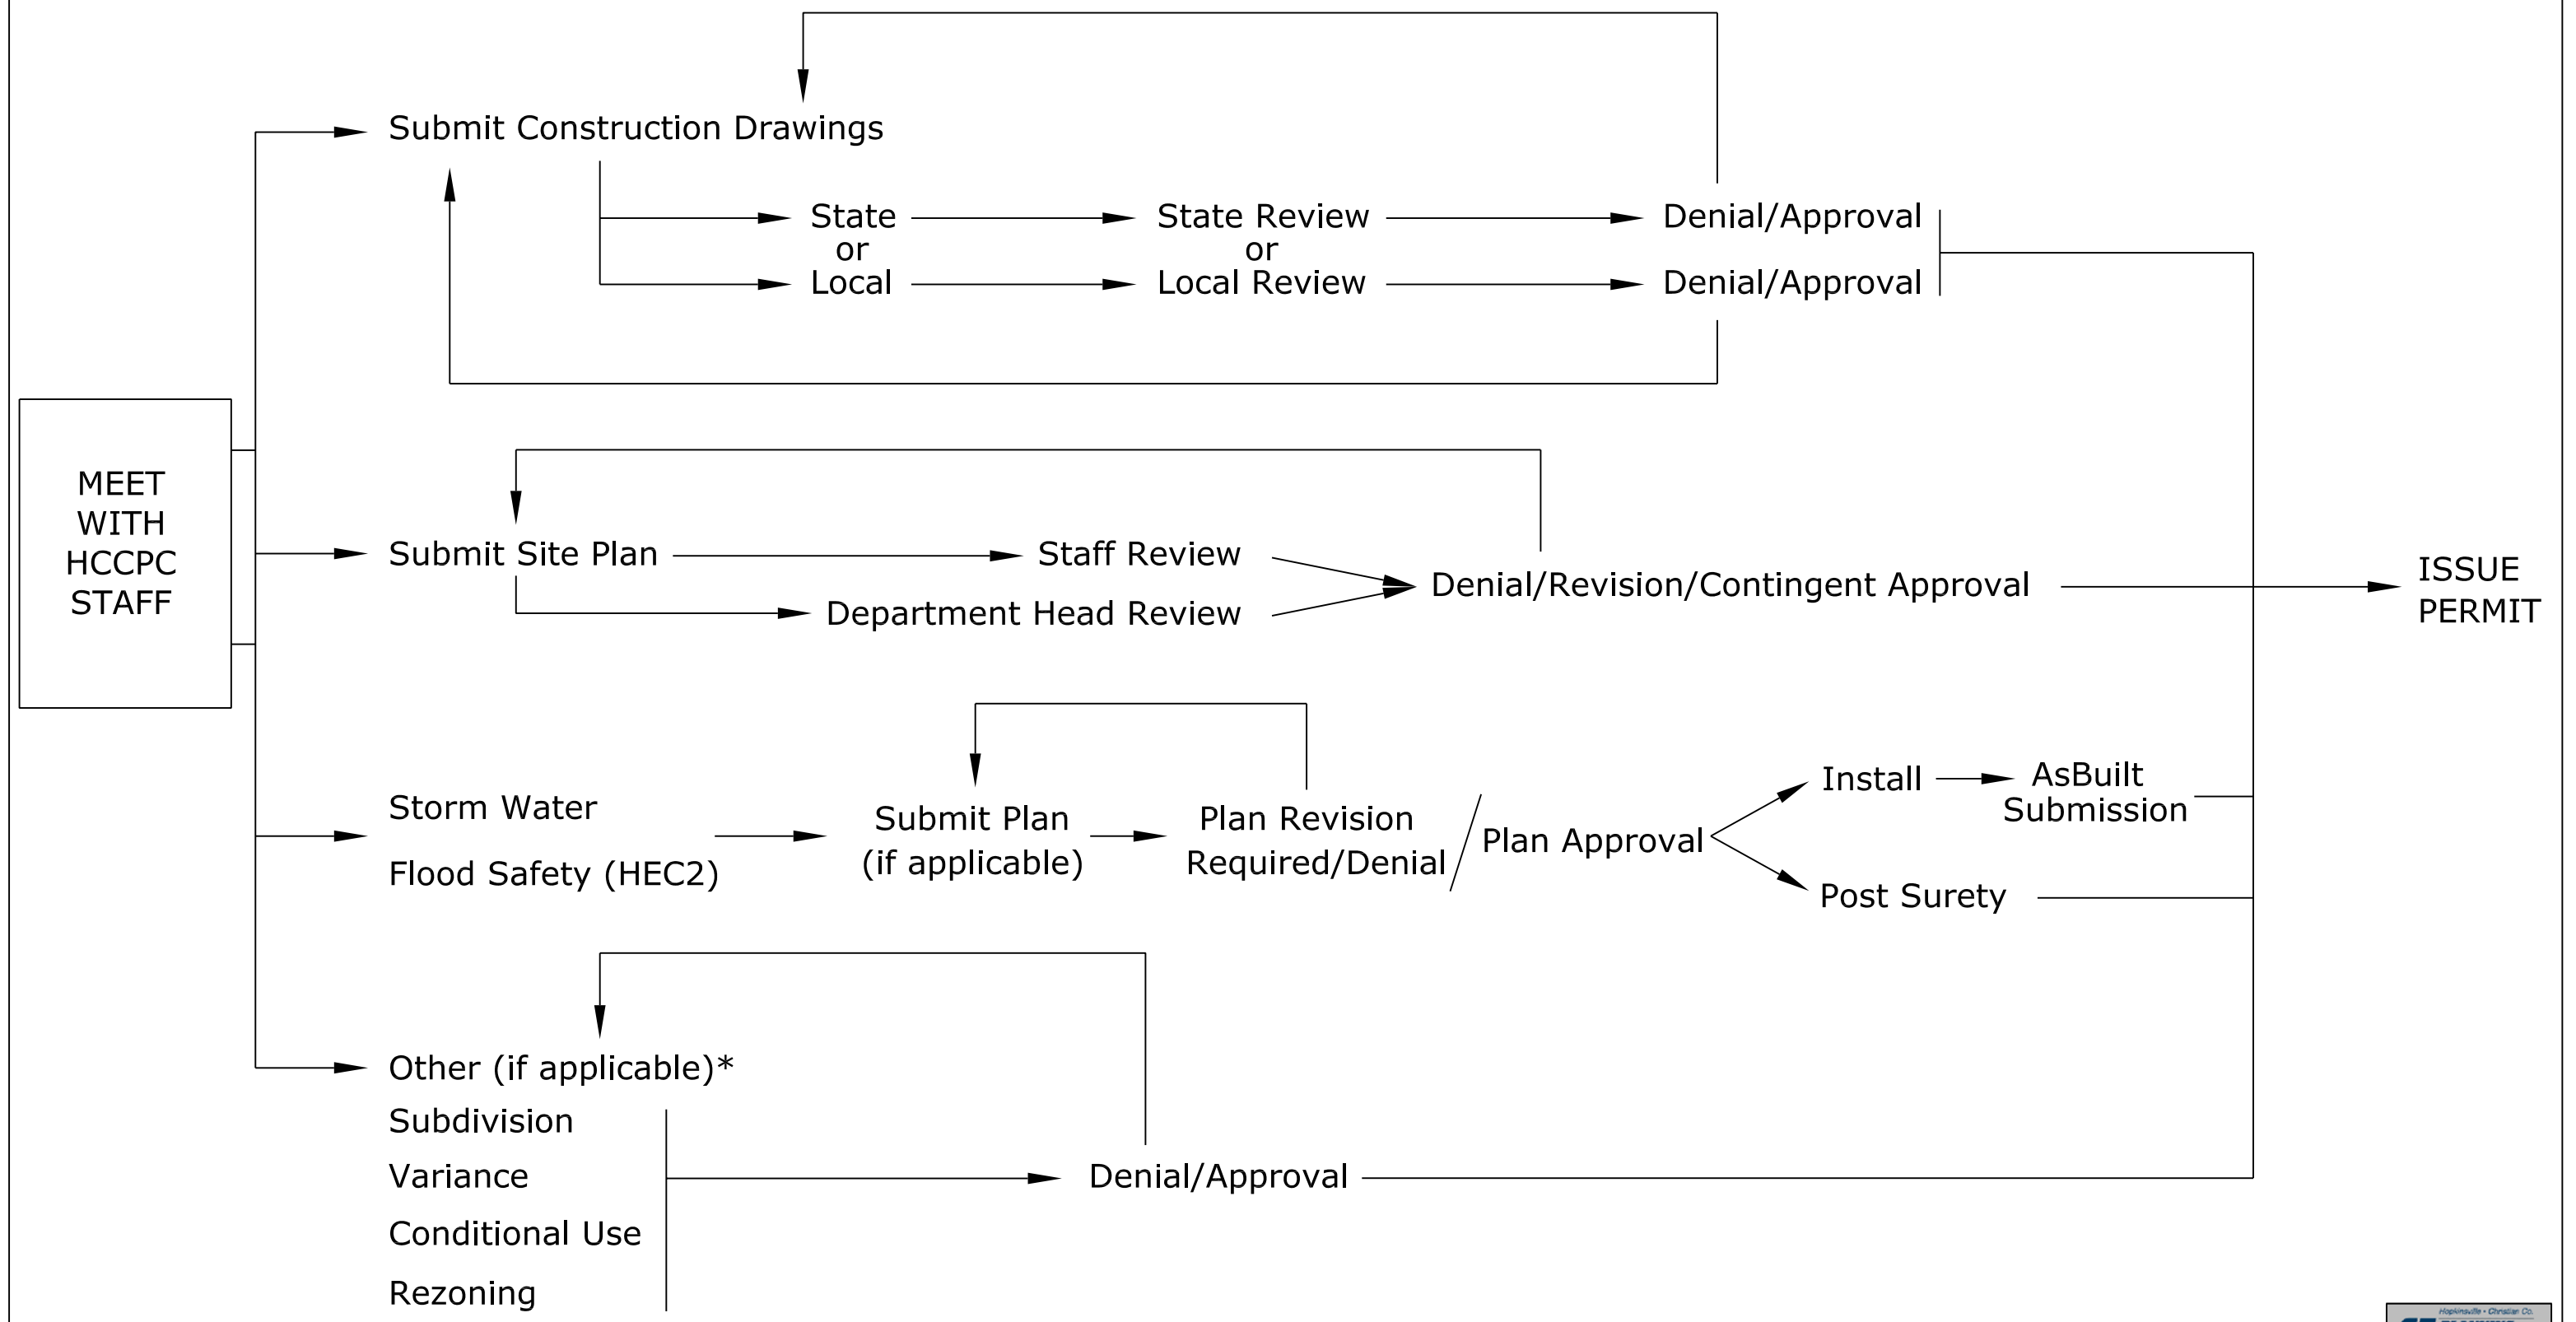 Submit Construction Drawings
State
or
Local
State Review
or
Local Review
Denial/Approval
Denial/Approval
MEET
WITH
HCCPC
STAFF
Submit Site Plan
Staff Review
Department Head Review
Denial/Revision/Contingent Approval
ISSUE
PERMIT
Storm Water
Flood Safety (HEC2)
Submit Plan
(if applicable)
Plan Revision
Required/Denial
/
Plan Approval
Install
AsBuilt
Submission
Post Surety
Other (if applicable)*
Subdivision
Variance
Conditional Use
Rezoning
Denial/Approval
Hopkinsville • Christian Co.